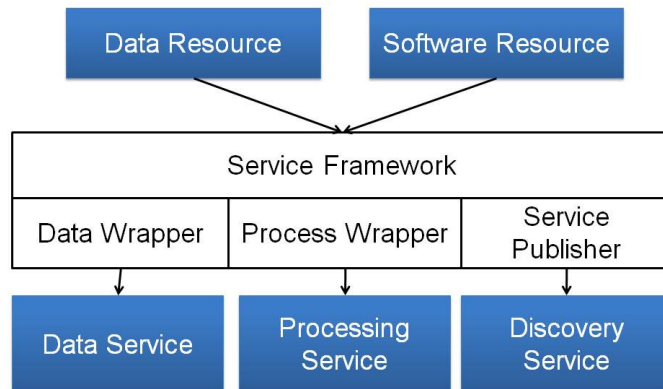 Data Resource
Software Resource
Service Framework
Data Wrapper
Process Wrapper
Service
Publisher
Data Service
Processing
Service
Discovery
Service